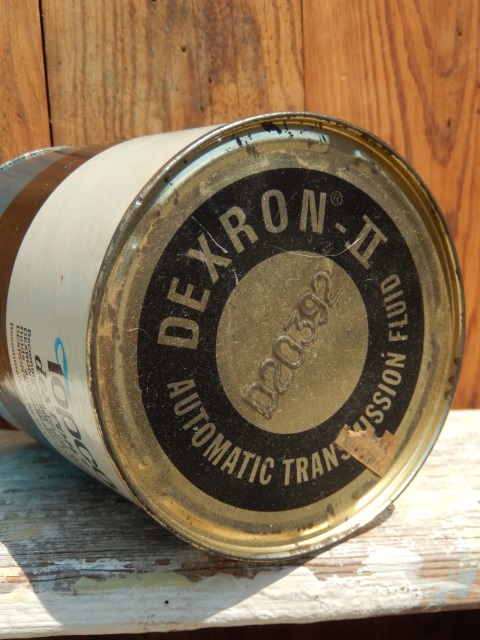 DEXRON®-II
D20392
AUTOMATIC TRANSMISSION FLUID